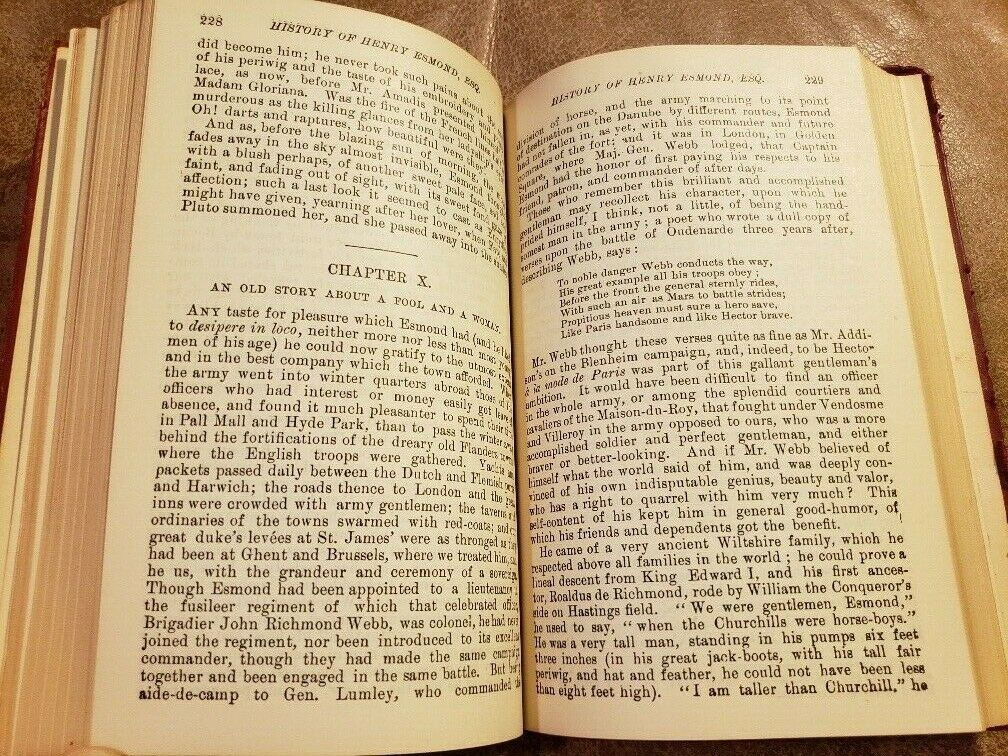 228
HISTORY OF HENRY ESMOND, ESQ.
did become him; he never took such pains about
of his periwig and the taste of his embroidery
lace, as now, before Mr. Amadis presented
Madam Gloriana. Was the fire of the French
murderous as the killing glances from her
Oh! darts and raptures, how beautiful were
And as, before the blazing sun of morning, the
fades away in the sky almost invisible, Esmond
with a blush perhaps, of another sweet pale face,
faint, and fading out of sight, with its sweet fond
affection; such a last look it seemed to cast as
might have given, yearning after her lover, when
Pluto summoned her, and she passed away into the
CHAPTER X.
AN OLD STORY ABOUT A FOOL AND A WOMAN.
ANY taste for pleasure which Esmond had (and he
to desipere in loco, neither more nor less than most
men of his age) he could now gratify to the utmost
and in the best company which the town afforded. When
the army went into winter quarters abroad those of
officers who had interest or money easily got leave
absence, and found it much pleasanter to spend their
in Pall Mall and Hyde Park, than to pass the winter
behind the fortifications of the dreary old Flanders
where the English troops were gathered. Yachts
packets passed daily between the Dutch and Flemish
and Harwich; the roads thence to London and the
inns were crowded with army gentlemen; the taverns
ordinaries of the towns swarmed with red-coats; and
great duke's levées at St. James' were as thronged as they
had been at Ghent and Brussels, where we treated him,
he us, with the grandeur and ceremony of a
Though Esmond had been appointed to a lieutenancy
the fusileer regiment of which that celebrated
Brigadier John Richmond Webb, was colonel, he had never
joined the regiment, nor been introduced to its
commander, though they had made the same
together and been engaged in the same battle. But
aide-de-camp to Gen. Lumley, who commanded
HISTORY OF HENRY ESMOND, ESQ.
229
division of horse, and the army marching to its point
of destination on the Danube by different routes, Esmond
had not fallen in, as yet, with his commander and future
comrades of the fort; and it was in London, in Golden
Square, where Maj. Gen. Webb lodged, that Captain
Esmond had the honor of first paying his respects to his
friend, patron, and commander of after days.
Those who remember this brilliant and accomplished
gentleman may recollect his character, upon which he
prided himself, I think, not a little, of being the hand-
somest man in the army; a poet who wrote a dull copy of
verses upon the battle of Oudenarde three years after,
describing Webb, says:
To noble danger Webb conducts the way,
His great example all his troops obey;
Before the front the general sternly rides,
With such an air as Mars to battle strides;
Propitious heaven must sure a hero save,
Like Paris handsome and like Hector brave.
Mr. Webb thought these verses quite as fine as Mr. Addi-
son's on the Blenheim campaign, and, indeed, to be Hector
à la mode de Paris was part of this gallant gentleman's
ambition. It would have been difficult to find an officer
in the whole army, or among the splendid courtiers and
cavaliers of the Maison-du-Roy, that fought under Vendosme
and Villeroy in the army opposed to ours, who was a more
accomplished soldier and perfect gentleman, and either
braver or better-looking. And if Mr. Webb believed of
himself what the world said of him, and was deeply con-
vinced of his own indisputable genius, beauty and valor,
who has a right to quarrel with him very much? This
self-content of his kept him in general good-humor, of
which his friends and dependents got the benefit.
He came of a very ancient Wiltshire family, which he
respected above all families in the world; he could prove a
lineal descent from King Edward I, and his first ances-
tor, Roaldus de Richmond, rode by William the Conqueror's
side on Hastings field. "We were gentlemen, Esmond,"
he used to say, "when the Churchills were horse-boys."
He was a very tall man, standing in his pumps six feet
three inches (in his great jack-boots, with his tall fair
periwig, and hat and feather, he could not have been less
than eight feet high). "I am taller than Churchill," he